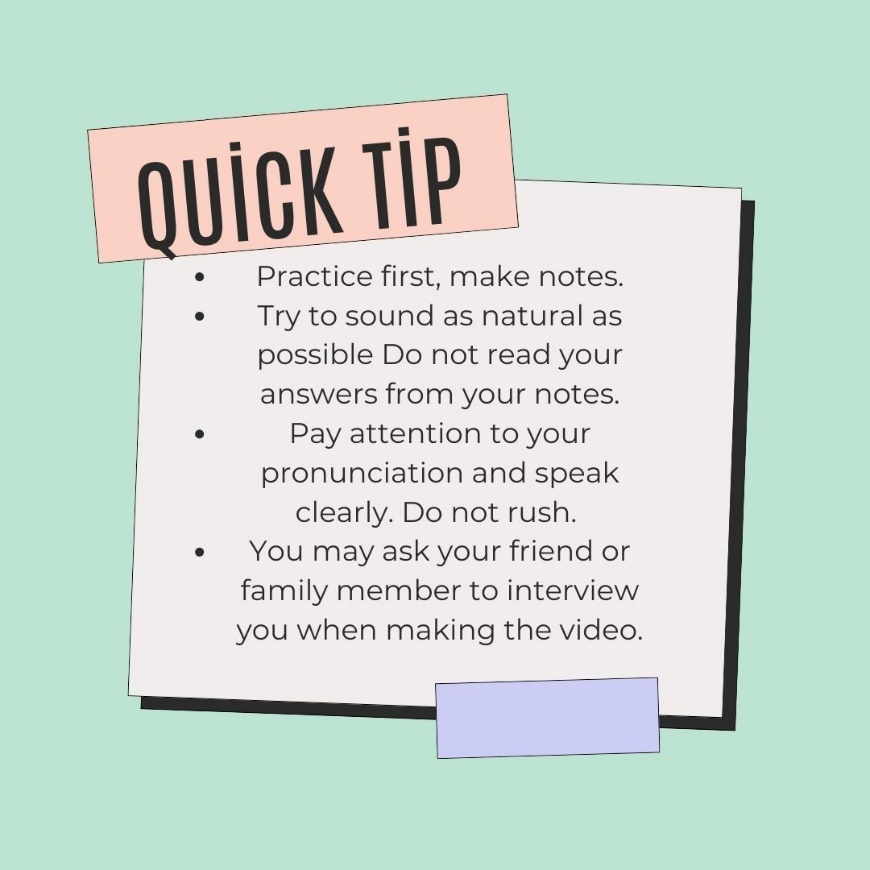 QUİCK TİP
• Practice first, make notes.
• Try to sound as natural as
possible Do not read your
answers from your notes.
• Pay attention to your
pronunciation and speak
clearly. Do not rush.
• You may ask your friend or
family member to interview
you when making the video.